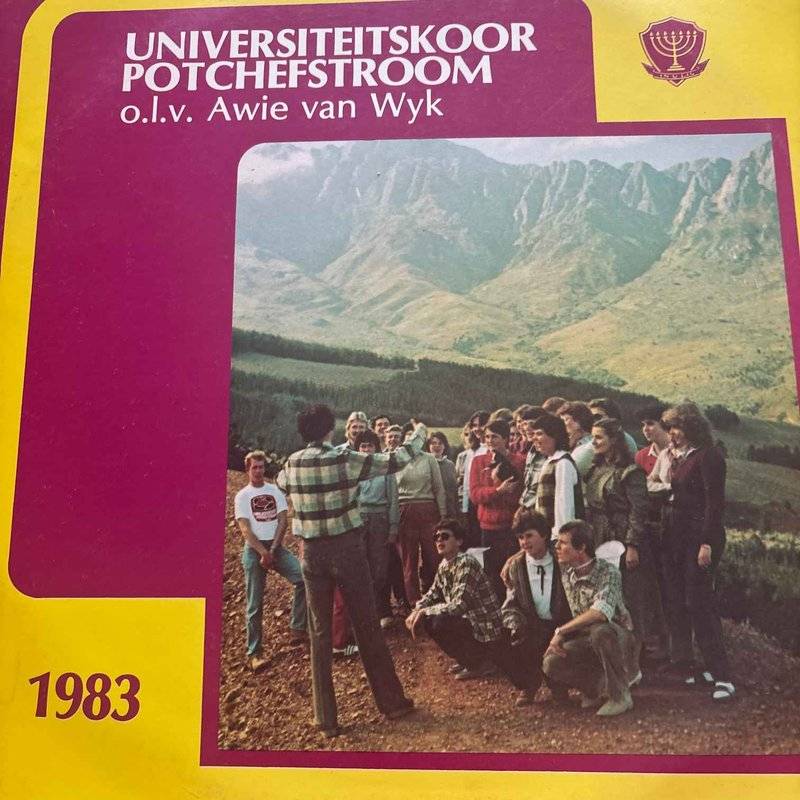 UNIVERSITEITSKOOR
POTCHEFSTROOM
o.l.v. Awie van Wyk
1983